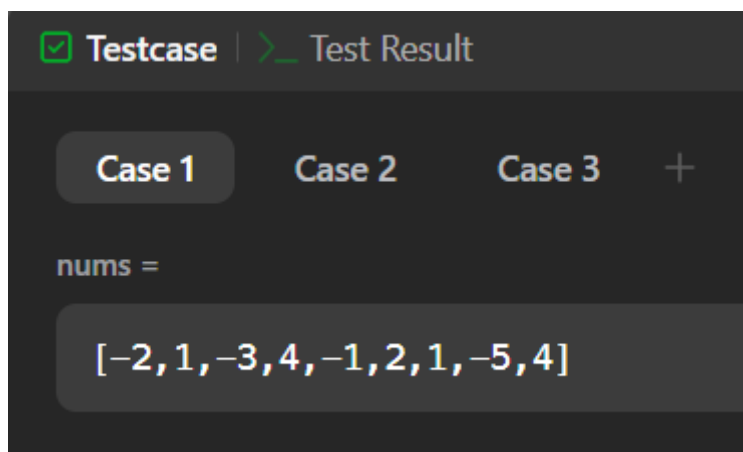 Testcase | >_ Test Result
Case 1 Case 2 Case 3 +
nums =
[-2,1,-3,4,-1,2,1,-5,4]